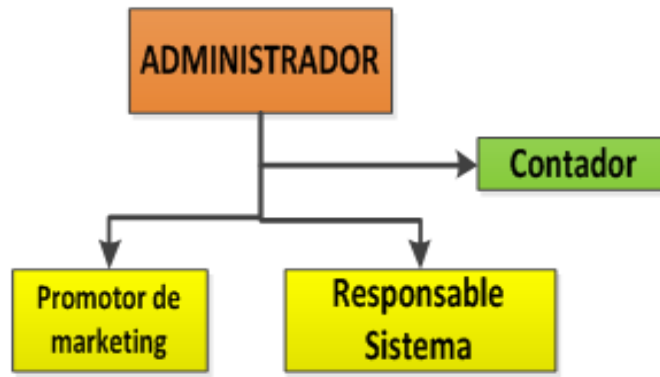 ADMINISTRADOR
Contador
Promotor de
marketing
Responsable
Sistema